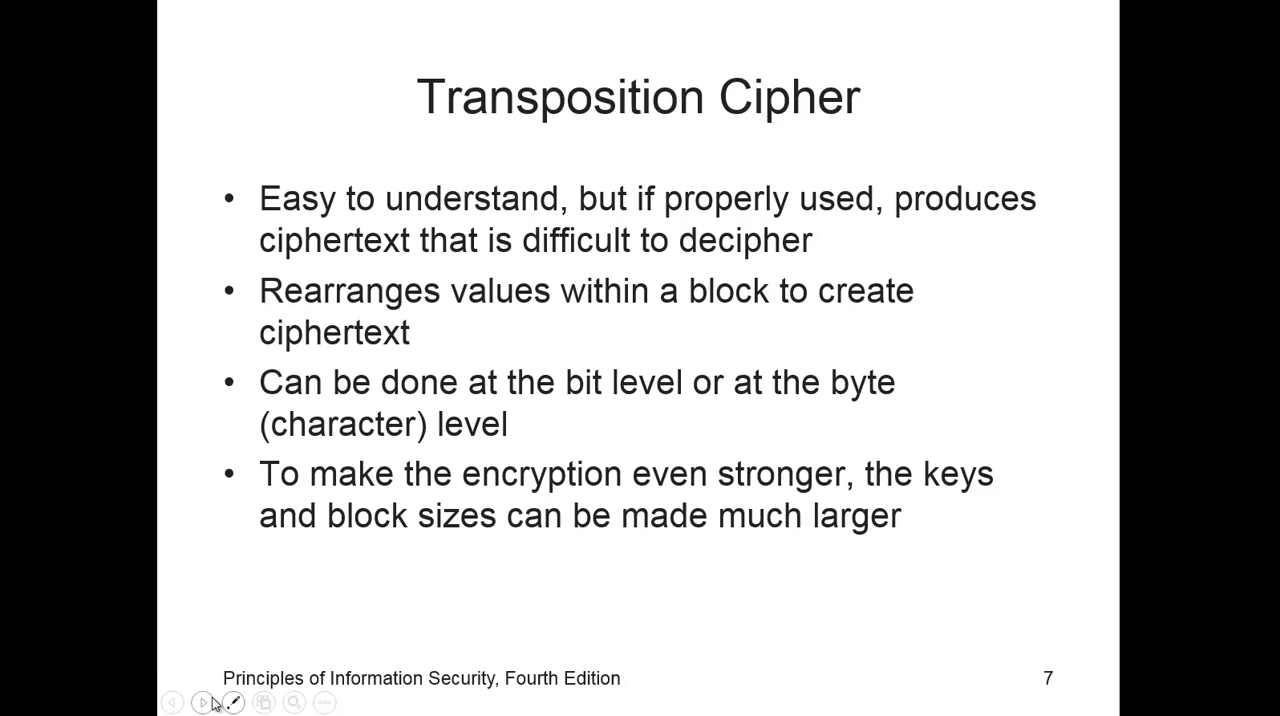 Transposition Cipher
• Easy to understand, but if properly used, produces
ciphertext that is difficult to decipher
• Rearranges values within a block to create
ciphertext
• Can be done at the bit level or at the byte
(character) level
• To make the encryption even stronger, the keys
and block sizes can be made much larger
Principles of Information Security, Fourth Edition
7